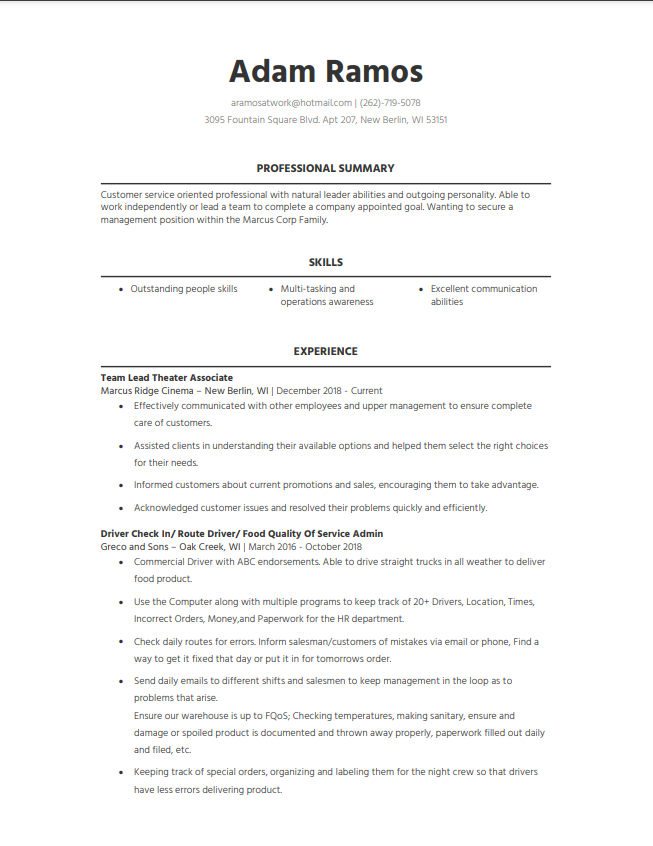 Adam Ramos
aramosatwork@hotmail.com | (262)-719-5078
3095 Fountain Square Blvd. Apt 207, New Berlin, WI 53151
PROFESSIONAL SUMMARY
Customer service oriented professional with natural leader abilities and outgoing personality. Able to
work independently or lead a team to complete a company appointed goal. Wanting to secure a
management position within the Marcus Corp Family.
SKILLS
• Outstanding people skills
• Multi-tasking and
operations awareness
• Excellent communication
abilities
EXPERIENCE
Team Lead Theater Associate
Marcus Ridge Cinema – New Berlin, WI | December 2018 - Current
• Effectively communicated with other employees and upper management to ensure complete
care of customers.
• Assisted clients in understanding their available options and helped them select the right choices
for their needs.
• Informed customers about current promotions and sales, encouraging them to take advantage.
• Acknowledged customer issues and resolved their problems quickly and efficiently.
Driver Check In/ Route Driver/ Food Quality Of Service Admin
Greco and Sons – Oak Creek, WI | March 2016 - October 2018
• Commercial Driver with ABC endorsements. Able to drive straight trucks in all weather to deliver
food product.
• Use the Computer along with multiple programs to keep track of 20+ Drivers, Location, Times,
Incorrect Orders, Money,and Paperwork for the HR department.
• Check daily routes for errors. Inform salesman/customers of mistakes via email or phone, Find a
way to get it fixed that day or put it in for tomorrows order.
• Send daily emails to different shifts and salesmen to keep management in the loop as to
problems that arise.
Ensure our warehouse is up to FQoS; Checking temperatures, making sanitary, ensure and
damage or spoiled product is documented and thrown away properly, paperwork filled out daily
and filed, etc.
• Keeping track of special orders, organizing and labeling them for the night crew so that drivers
have less errors delivering product.